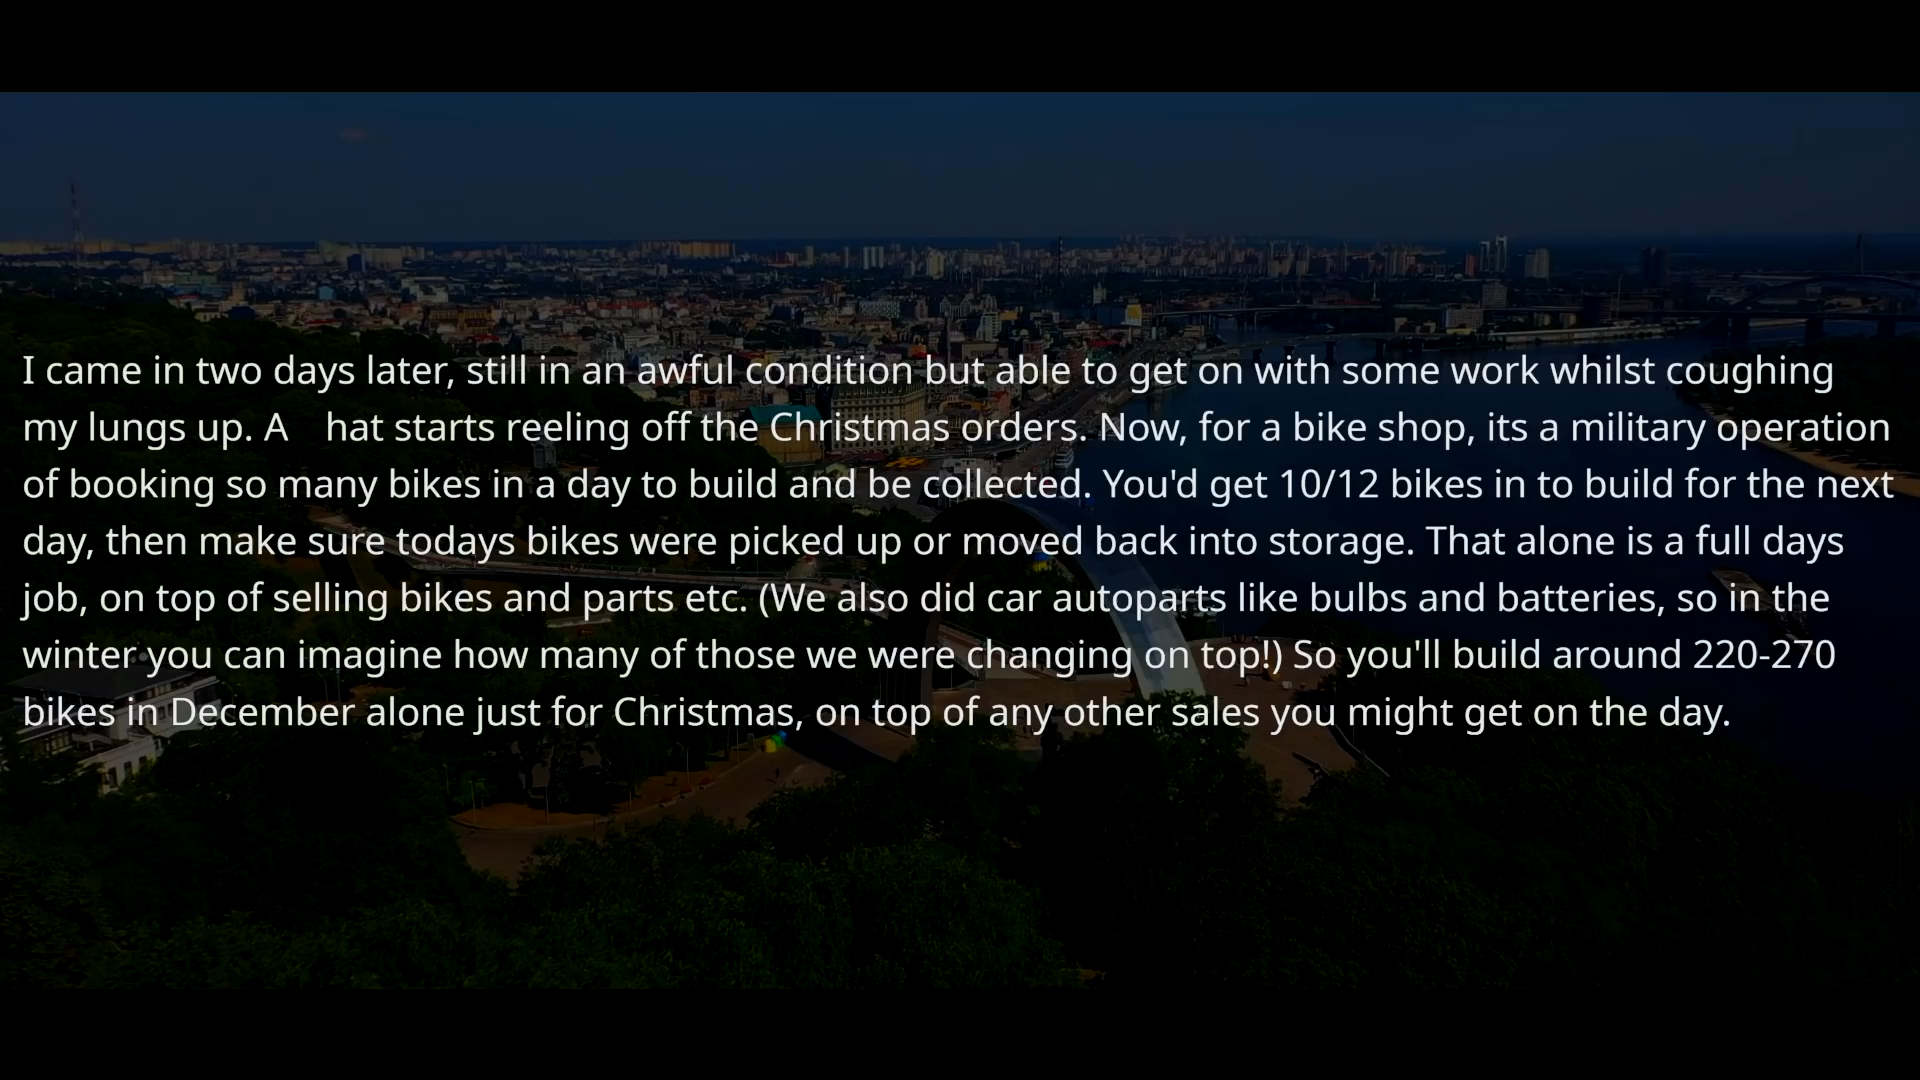 I came in two days later, still in an awful condition but able to get on with some work whilst coughing
my lungs up. A hat starts reeling off the Christmas orders. Now, for a bike shop, its a military operation
of booking so many bikes in a day to build and be collected. You'd get 10/12 bikes in to build for the next
day, then make sure todays bikes were picked up or moved back into storage. That alone is a full days
job, on top of selling bikes and parts etc. (We also did car autoparts like bulbs and batteries, so in the
winter you can imagine how many of those we were changing on top!) So you'll build around 220-270
bikes in December alone just for Christmas, on top of any other sales you might get on the day.